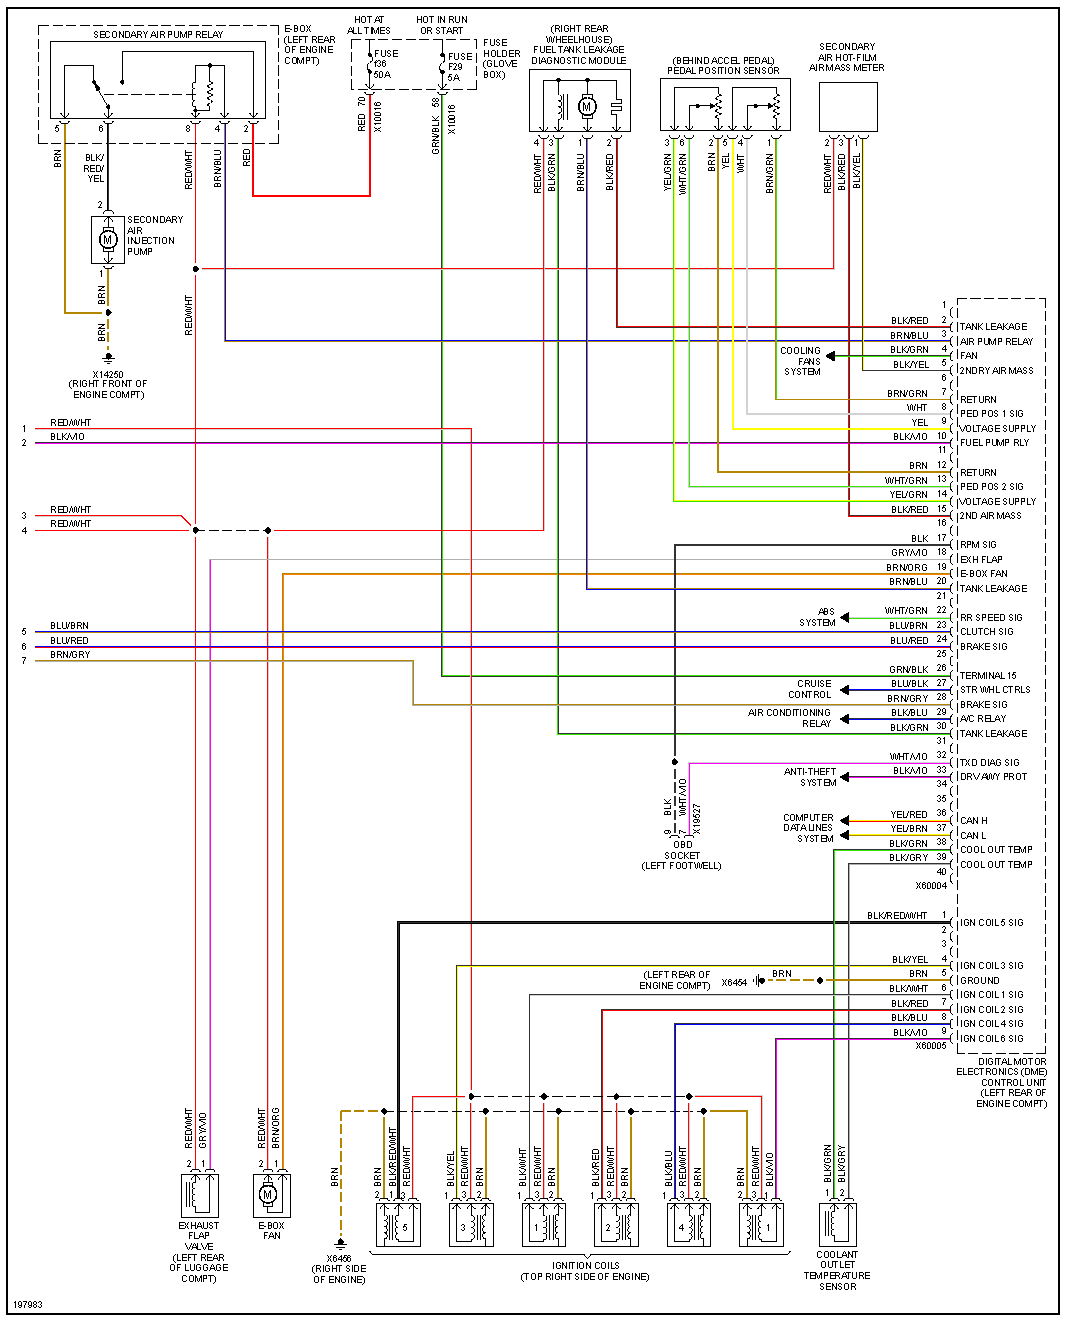 SECONDARY AIR PUMP RELAY
E-BOX
(LEFT REAR
OF ENGINE
COMPT)
HOT AT
ALL TIMES
HOT IN RUN
OR START
FUSE
f36
50A
FUSE
F29
5A
FUSE
HOLDER
(GLOVE
BOX)
(RIGHT REAR
WHEELHOUSE)
FUEL TANK LEAKAGE
DIAGNOSTIC MODULE
M
(BEHIND ACCEL PEDAL)
PEDAL POSITION SENSOR
SECONDARY
AIR HOT-FILM
AIRMASS METER
5
6
8
4
2
70
X10016
58
X10016
4
3
1
2
3
6
2
5
4
1
2
3
1
BRN
BLK/
RED/
YEL
RED/WHT
BRN/BLU
RED
RED
GRN/BLK
RED/WHT
BLK/GRN
BRN/BLU
BLK/RED
YEL/GRN
WHT/GRN
BRN
YEL
WHT
BRN/GRN
RED/WHT
BLK/RED
BLK/YEL
2
M
SECONDARY
AIR
INJECTION
PUMP
1
BRN
BRN
RED/WHT
X14250
(RIGHT FRONT OF
ENGINE COMPT)
1 RED/WHT
2 BLK/VIO
3 RED/WHT
4 RED/WHT
5 BLU/BRN
6 BLU/RED
7 BRN/GRY
1
BLK/RED 2 TANK LEAKAGE
BRN/BLU 3 AIR PUMP RELAY
COOLING
FANS
SYSTEM
BLK/GRN 4 FAN
BLK/YEL 5 2NDRY AIR MASS
6
BRN/GRN 7 RETURN
WHT 8 PED POS 1 SIG
YEL 9 VOLTAGE SUPPLY
BLK/VIO 10 FUEL PUMP RLY
11
BRN 12 RETURN
WHT/GRN 13 PED POS 2 SIG
YEL/GRN 14 VOLTAGE SUPPLY
BLK/RED 15 2ND AIR MASS
16
BLK 17 RPM SIG
GRY/VIO 18 EXH FLAP
BRN/ORG 19 E-BOX FAN
BRN/BLU 20 TANK LEAKAGE
21
ABS
SYSTEM
WHT/GRN 22 RR SPEED SIG
BLU/BRN 23 CLUTCH SIG
BLU/RED 24 BRAKE SIG
25
GRN/BLK 26 TERMINAL 15
CRUISE
CONTROL
BLU/BLK 27 STR WHL CTRLS
BRN/GRY 28 BRAKE SIG
AIR CONDITIONING
RELAY
BLK/BLU 29 A/C RELAY
BLK/GRN 30 TANK LEAKAGE
31
WHT/VIO 32 TXD DIAG SIG
ANTI-THEFT
SYSTEM
BLK/VIO 33 DRV/AWY PROT
34
35
COMPUTER
DATA LINES
SYSTEM
YEL/RED 36 CAN H
YEL/BRN 37 CAN L
BLK/GRN 38 COOL OUT TEMP
BLK/GRY 39 COOL OUT TEMP
40
X60004
BLK
WHT/VIO
X19527
9
7
OBD
SOCKET
(LEFT FOOTWELL)
BLK/RED/WHT 1 IGN COIL 5 SIG
2
3
BLK/YEL 4 IGN COIL 3 SIG
(LEFT REAR OF
ENGINE COMPT)
X6454
BRN
BRN 5 GROUND
BLK/WHT 6 IGN COIL 1 SIG
BLK/RED 7 IGN COIL 2 SIG
BLK/BLU 8 IGN COIL 4 SIG
BLK/VIO 9 IGN COIL 6 SIG
X60005
DIGITAL MOTOR
ELECTRONICS (DME)
CONTROL UNIT
(LEFT REAR OF
ENGINE COMPT)
RED/WHT
GRY/VIO
RED/WHT
BRN/ORG
BRN
BRN
BLK/RED/WHT
RED/WHT
BLK/YEL
RED/WHT
BRN
BLK/WHT
RED/WHT
BRN
BLK/RED
RED/WHT
BRN
BLK/BLU
RED/WHT
BRN
BRN
RED/WHT
BLK/VIO
BLK/GRN
BLK/GRY
2
1
2
1
2
1
3
1
3
2
1
3
2
1
3
2
1
3
2
2
3
1
1
2
M
5
3
1
2
4
1
EXHAUST
FLAP
VALVE
(LEFT REAR
OF LUGGAGE
COMPT)
E-BOX
FAN
X6456
(RIGHT SIDE
OF ENGINE)
IGNITION COILS
(TOP RIGHT SIDE OF ENGINE)
COOLANT
OUTLET
TEMPERATURE
SENSOR
197983